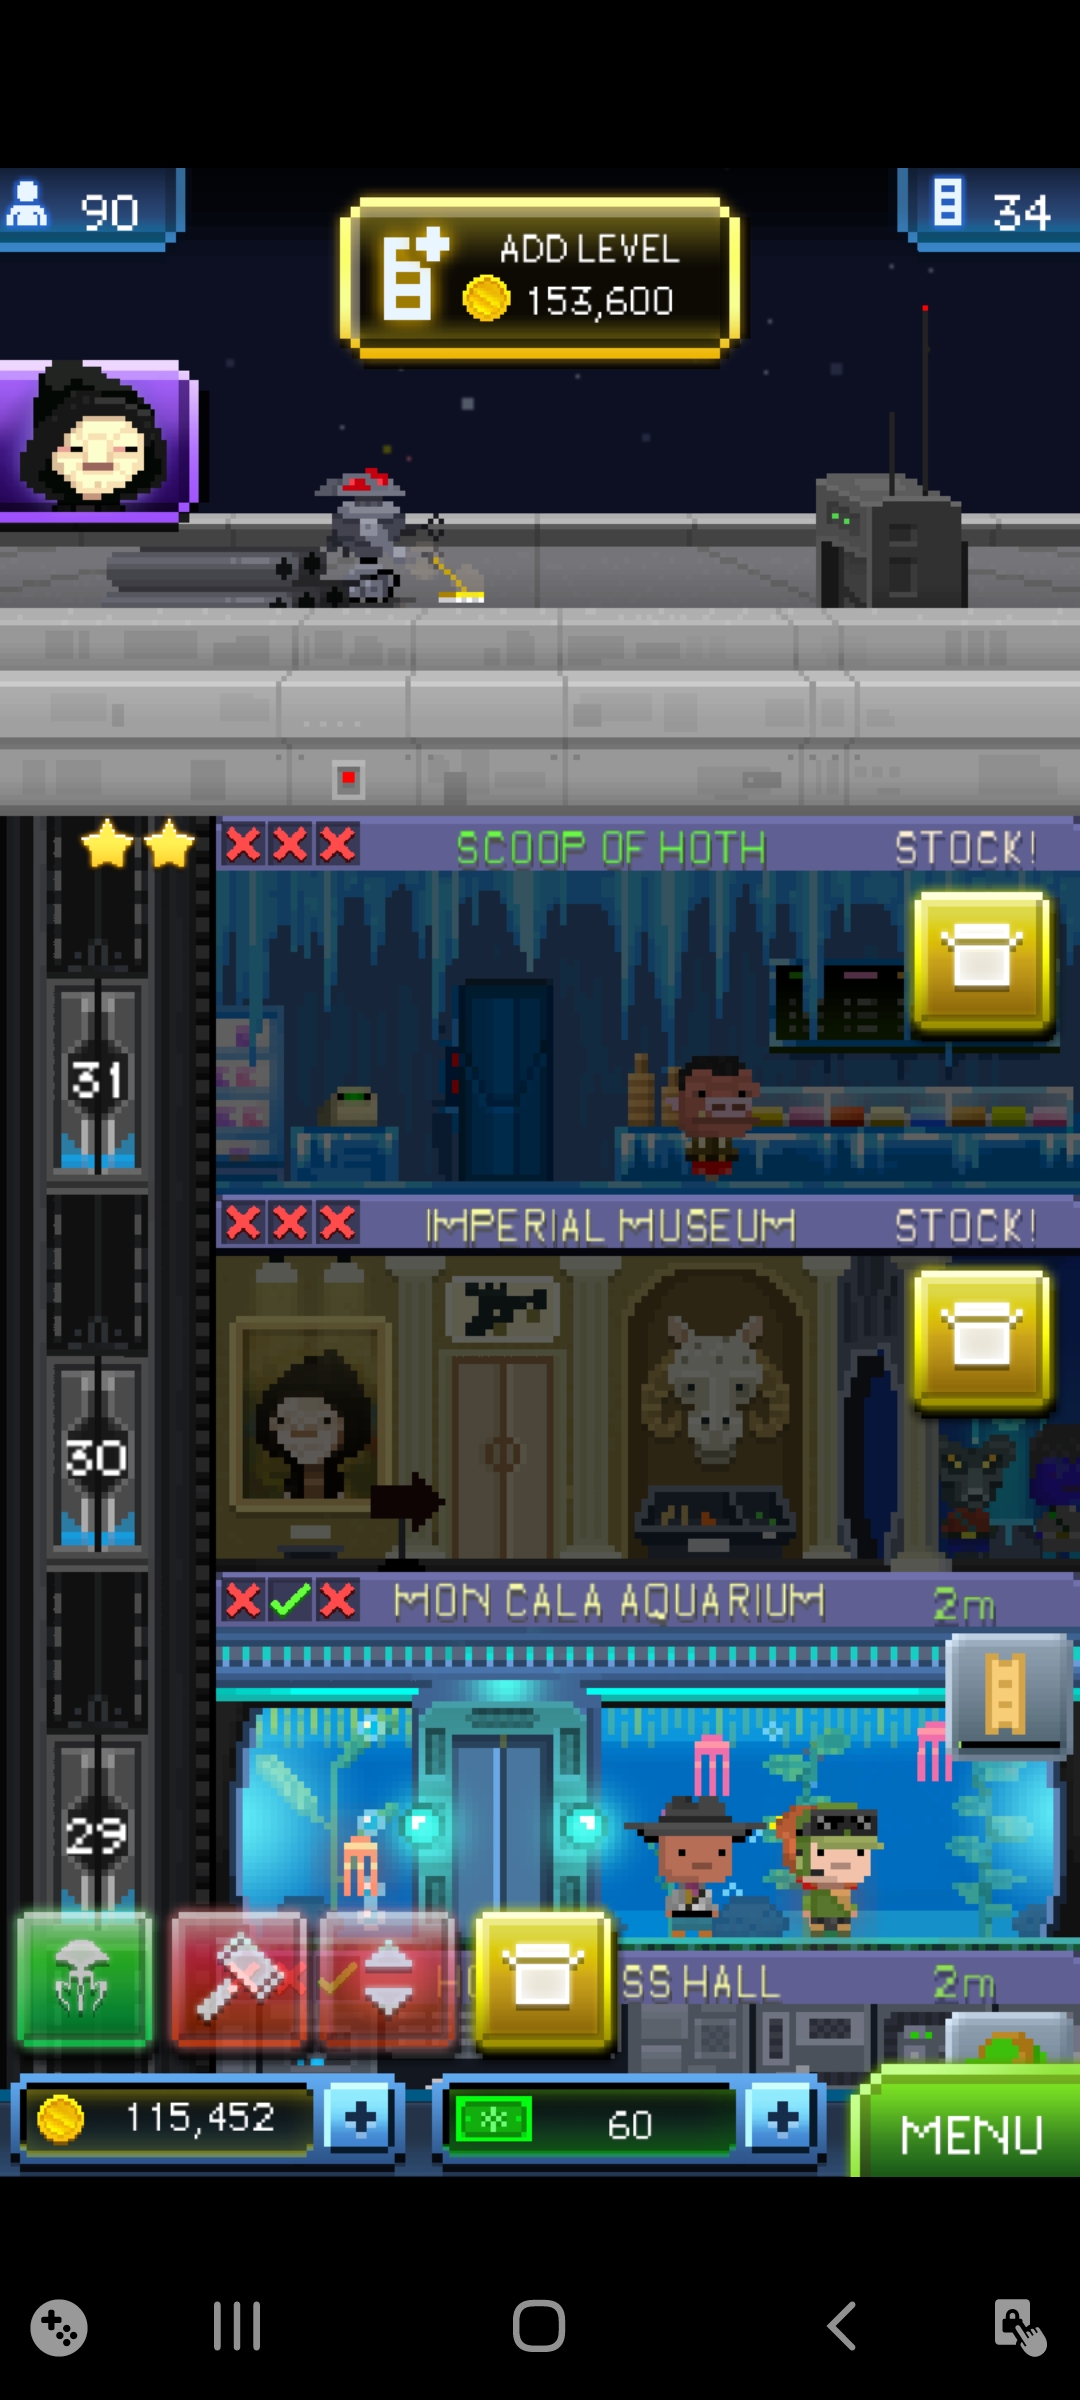 90
34
ADD LEVEL
153,600
SCOOP OF HOTH
STOCK!
31
IMPERIAL MUSEUM
STOCK!
30
MON CALA AQUARIUM
2m
29
SS HALL
2m
115,452
60
MENU